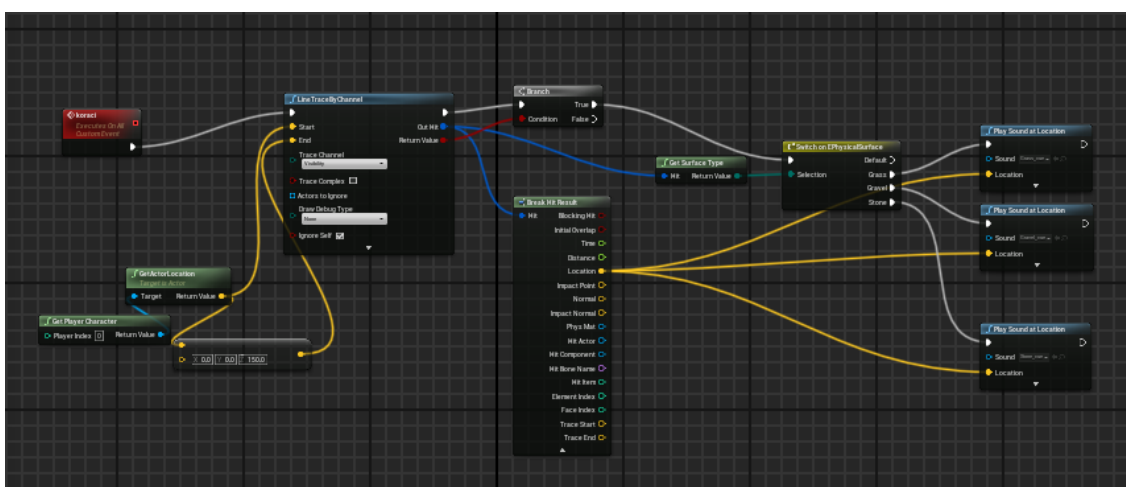 koraci
Executes On All
Custom Event
LineTraceByChannel
Start
End
Out Hit
Return Value
Trace Channel
Visibility
Trace Complex
Actors to Ignore
Draw Debug Type
None
Ignore Self
GetActorLocation
Target is Actor
Target
Return Value
Get Player Character
Player Index 0
Return Value
X 0,0 Y 0,0 Z 150,0
Branch
True
Condition
False
Break Hit Result
Hit
Blocking Hit
Initial Overlap
Time
Distance
Location
Impact Point
Normal
Impact Normal
Phys Mat
Hit Actor
Hit Component
Hit Bone Name
Hit Item
Element Index
Face Index
Trace Start
Trace End
Get Surface Type
Hit
Return Value
Switch on EPhysicalSurface
Default
Selection
Grass
Gravel
Stone
Play Sound at Location
Sound
Location
Play Sound at Location
Sound
Location
Play Sound at Location
Sound
Location